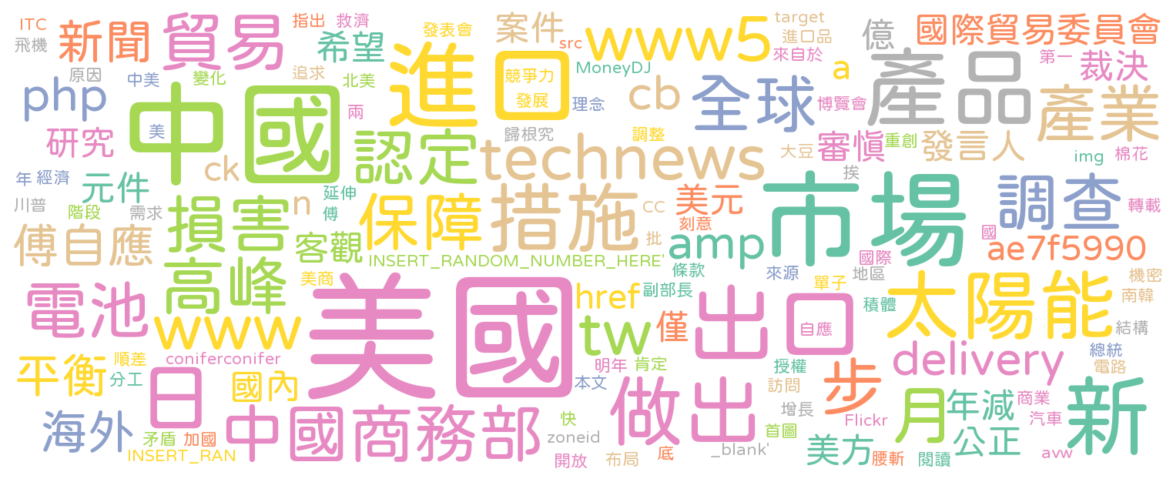 ITC
指出
救濟
發表會
案件
target
飛機
新聞
貿易
希望
src
www5
進口品
億
國際貿易委員會
原因
中美
變化
追求
北美
進口
競爭力
發展
MoneyDJ
來自於
a
第一
裁決
php
中國
兩
理念
cb
全球
博覽會
產品
產業
美
研究
歸根究
調整
審慎
重創
發言人
認定
technews
大豆
img
棉花
年
經濟
元件
ck
挨
川普
階段
需求
損害
n
延伸
傅
保障
措施
cc
美元
刻意
市場
調查
轉載
傅自應
客觀
批
amp
國際
國
ae7f5990
INSERT_RANDOM_NUMBER_HERE'
條款
來源
地區
機密
高峰
美商
href
副部長
單子
積體
太陽能
南韓
電池
www
美國
tw
僅
出口
自應
結構
順差
coniferconifer
明年
肯定
授權
delivery
總統
電路
平衡
分工
日
國內
本文
做出
訪問
步
月
年減
商業
新
海外
中國商務部
快
增長
Flickr
汽車
矛盾
加國
zoneid
_blank'
首圖
美方
公正
INSERT_RAN
開放
布局
底
腰斬
閱讀
avw